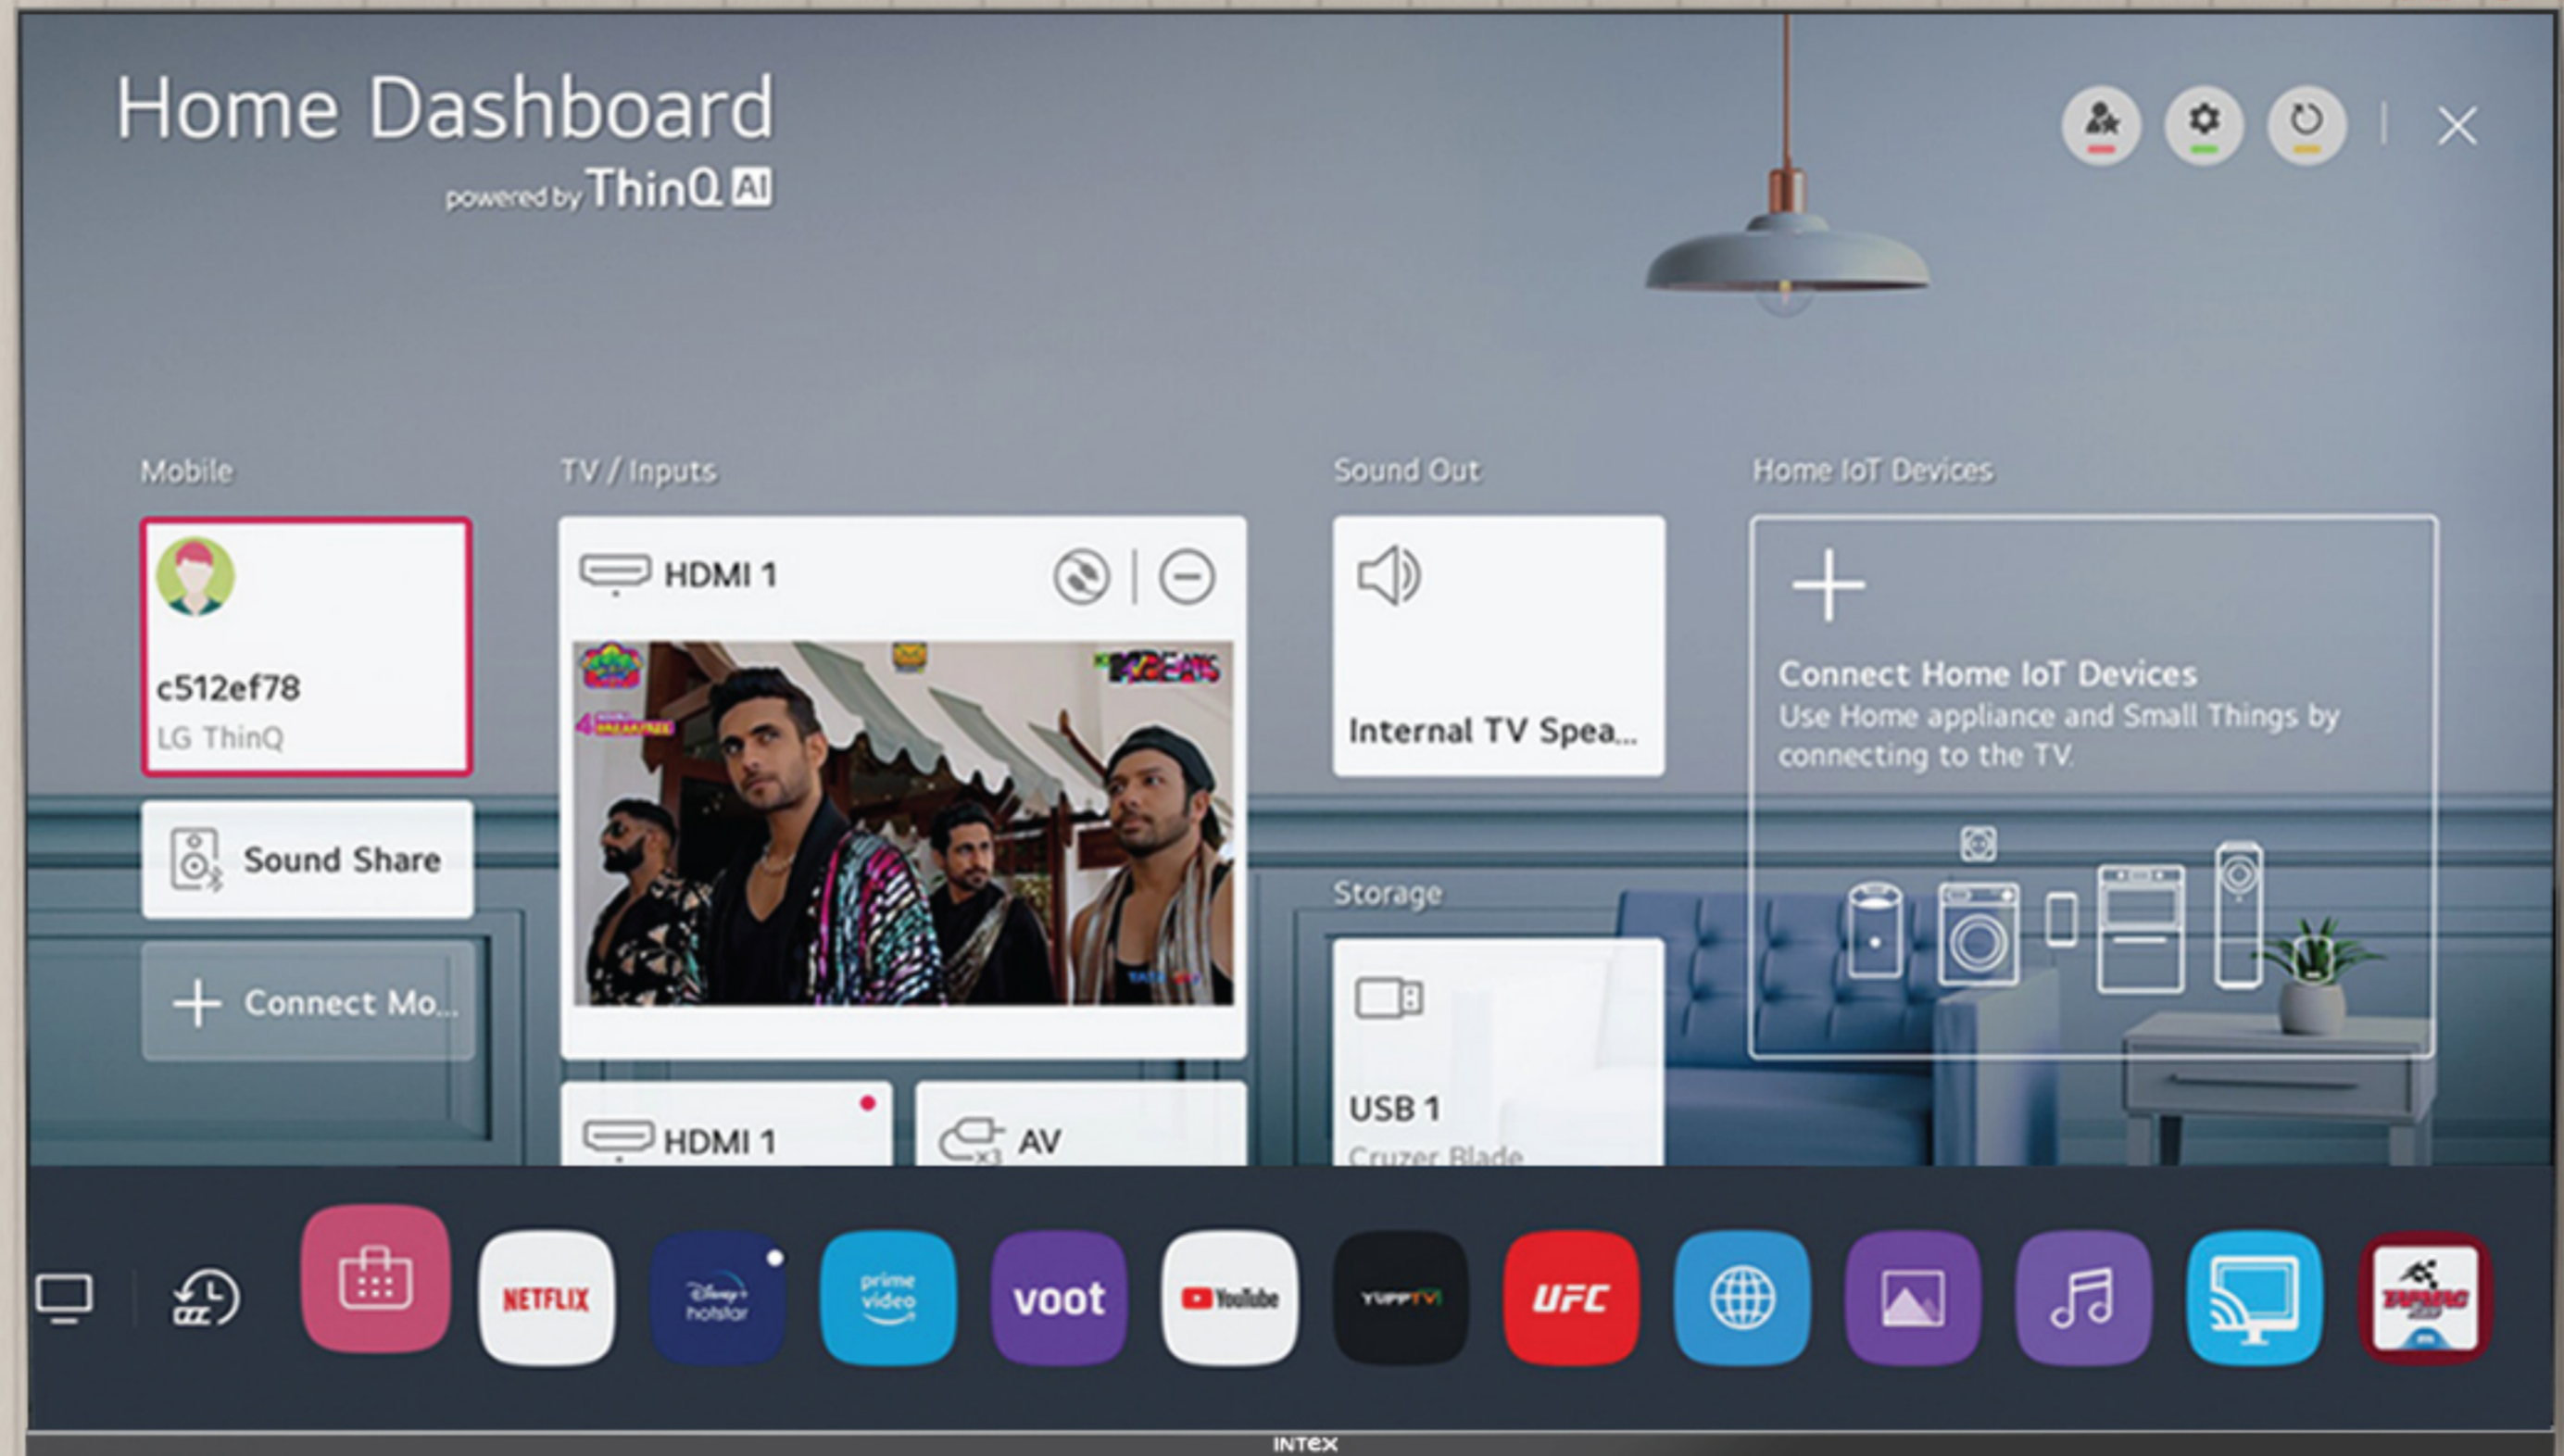 Home Dashboard
powered by ThinQ AI
Mobile
TV / Inputs
Sound Out
Home IoT Devices
c512ef78
LG ThinQ
Sound Share
Connect Mo...
HDMI 1
Internal TV Spea...
Connect Home IoT Devices
Use Home appliance and Small Things by
connecting to the TV.
Storage
USB 1
Cruzer Blade
HDMI 1
x3 AV
NETFLIX
Disney+
hotstar
prime
video
voot
YouTube
YUPPTV
UFC
INTEX